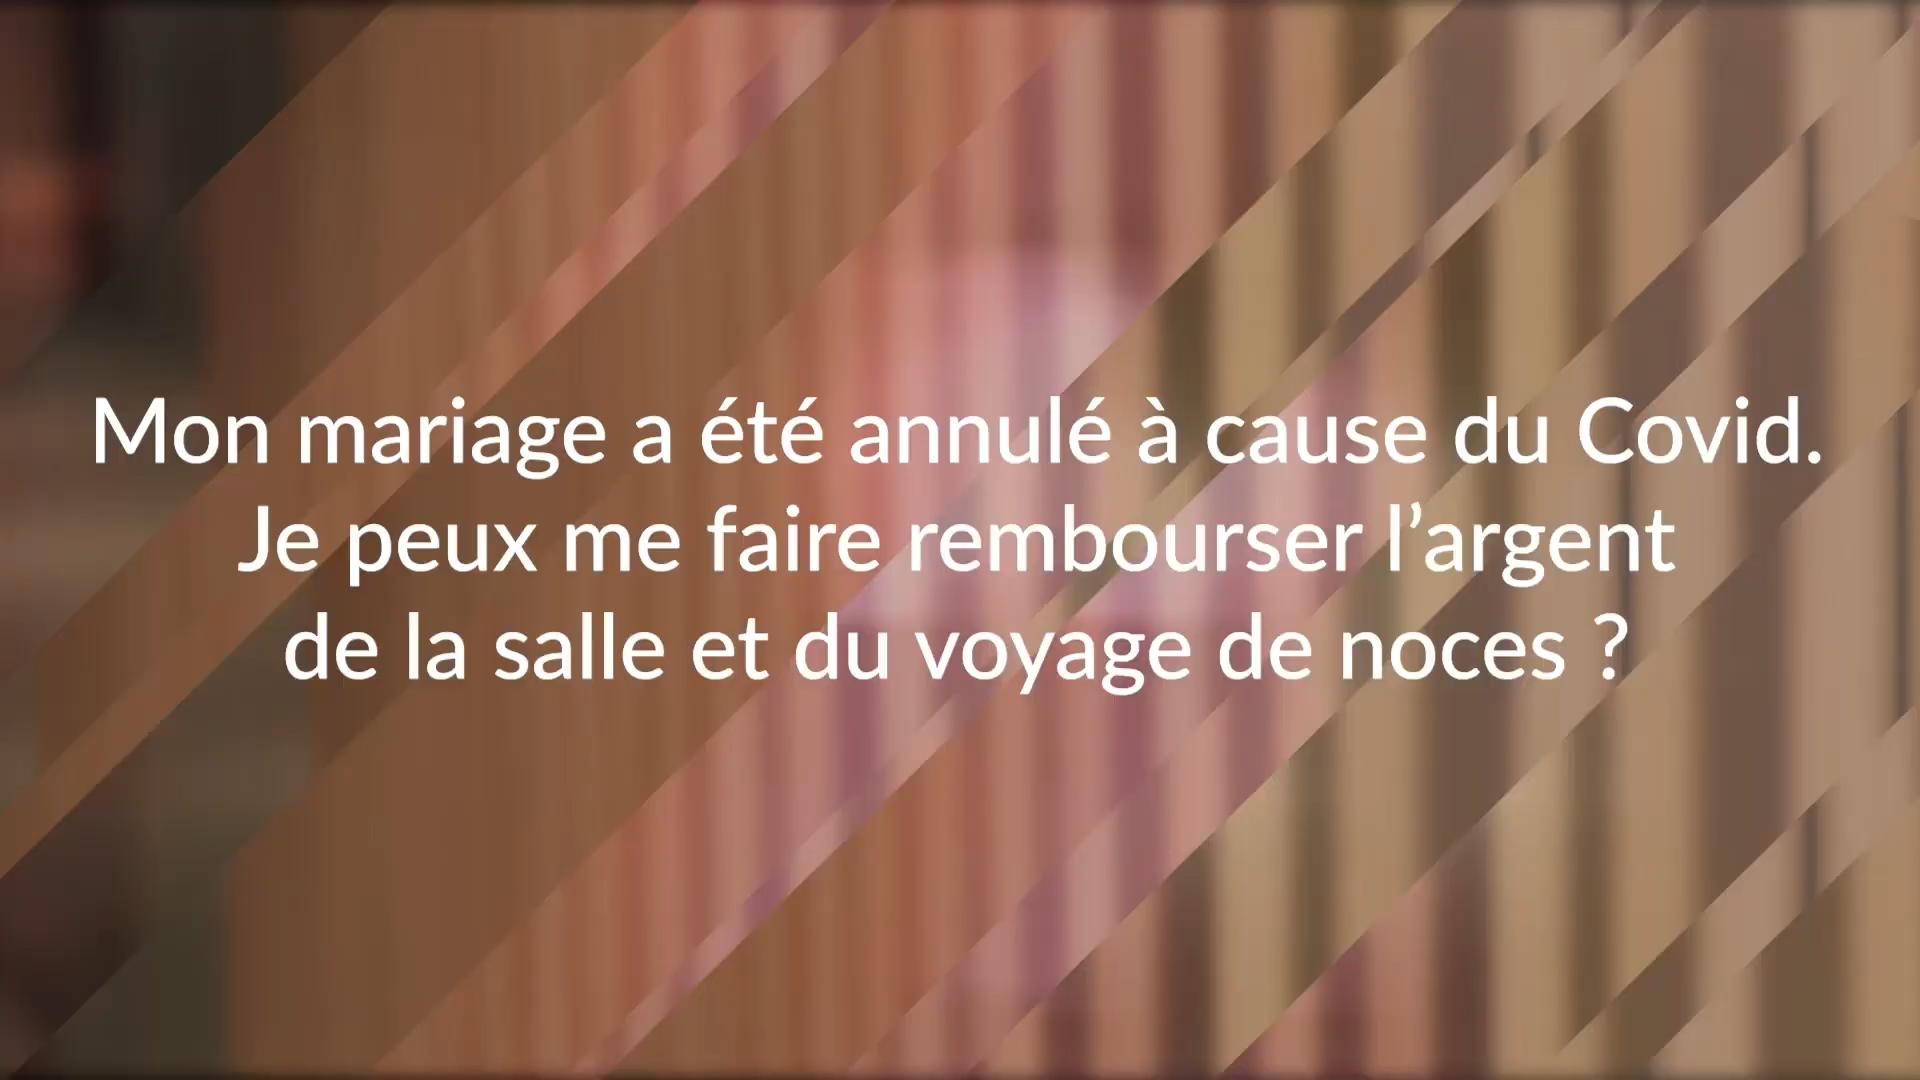 Mon mariage a été annulé à cause du Covid.
Je peux me faire rembourser l’argent
de la salle et du voyage de noces ?